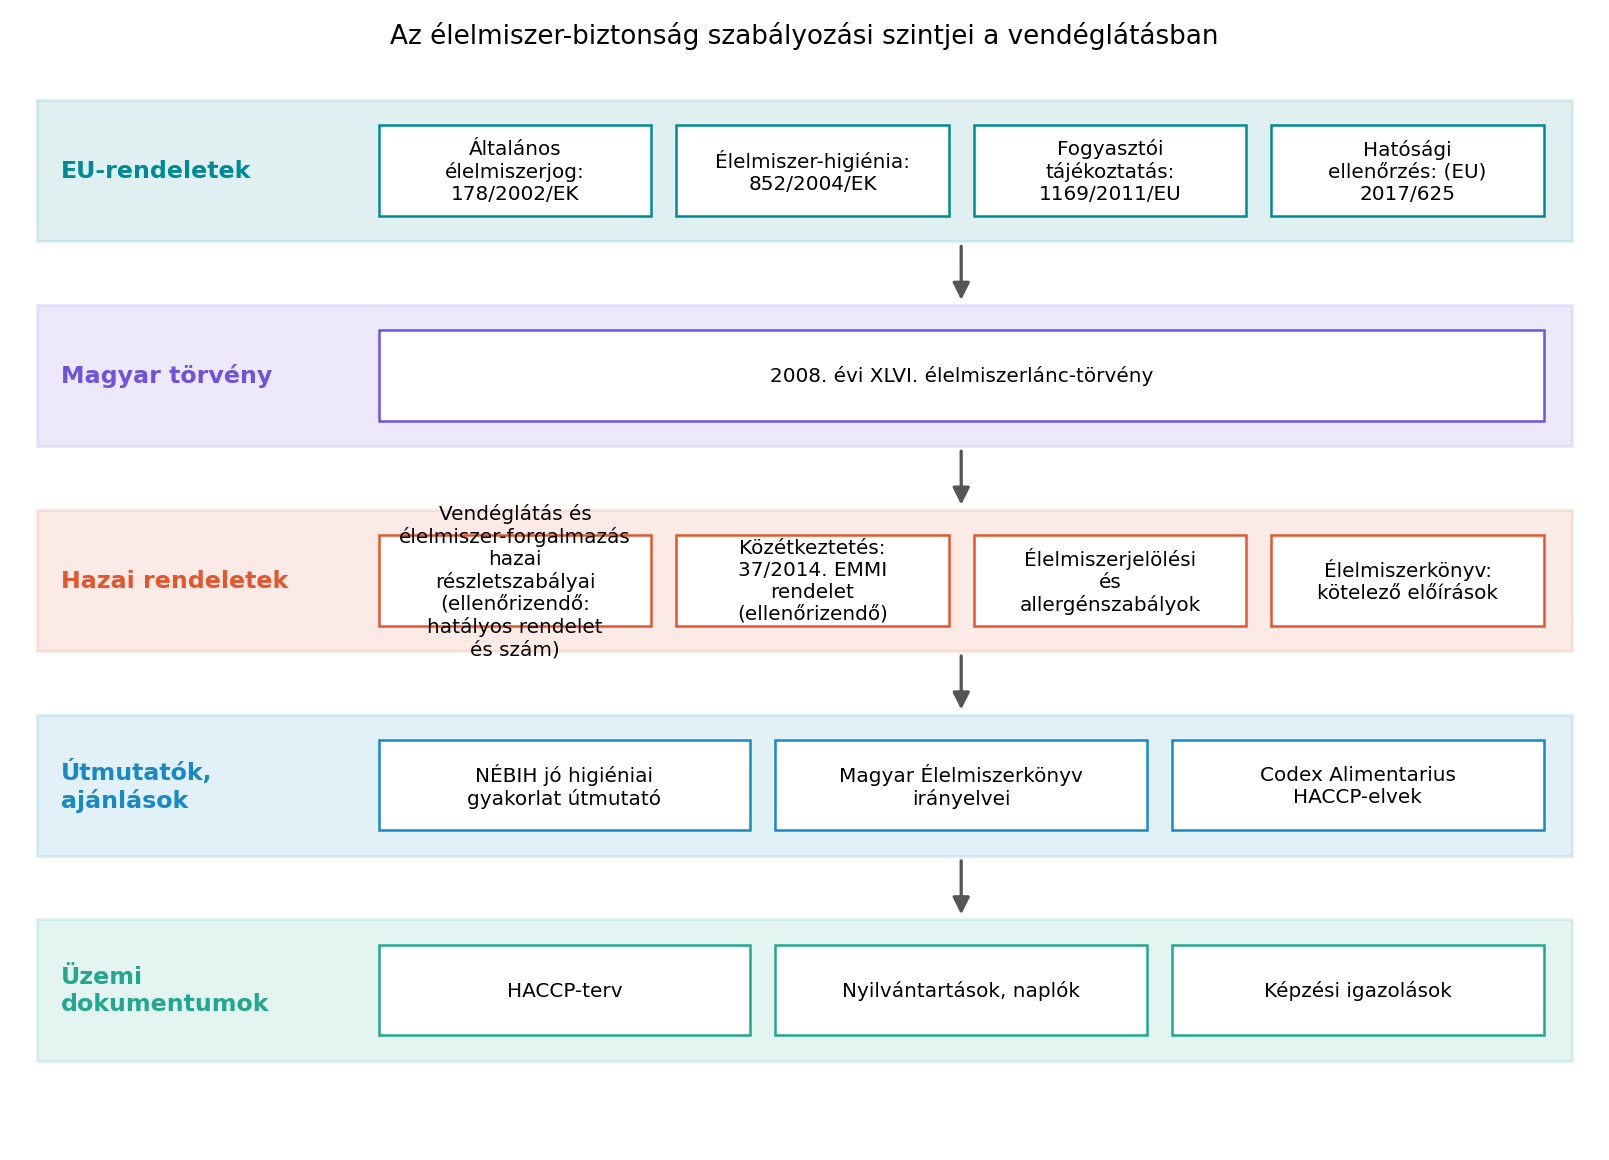 Az élelmiszer-biztonság szabályozási szintjei a vendéglátásban
EU-rendeletek
Általános
élelmiszerjog:
178/2002/EK
Élelmiszer-higiénia:
852/2004/EK
Fogyasztói
tájékoztatás:
1169/2011/EU
Hatósági
ellenőrzés: (EU)
2017/625
Magyar törvény
2008. évi XLVI. élelmiszerlánc-törvény
Hazai rendeletek
Vendéglátás és
élelmiszer-forgalmazás
hazai
részletszabályai
(ellenőrizendő:
hatályos rendelet
és szám)
Közétkeztetés:
37/2014. EMMI
rendelet
(ellenőrizendő)
Élelmiszerjelölési
és
allergénszabályok
Élelmiszerkönyv:
kötelező előírások
Útmutatók,
ajánlások
NÉBIH jó higiéniai
gyakorlat útmutató
Magyar Élelmiszerkönyv
irányelvei
Codex Alimentarius
HACCP-elvek
Üzemi
dokumentumok
HACCP-terv
Nyilvántartások, naplók
Képzési igazolások